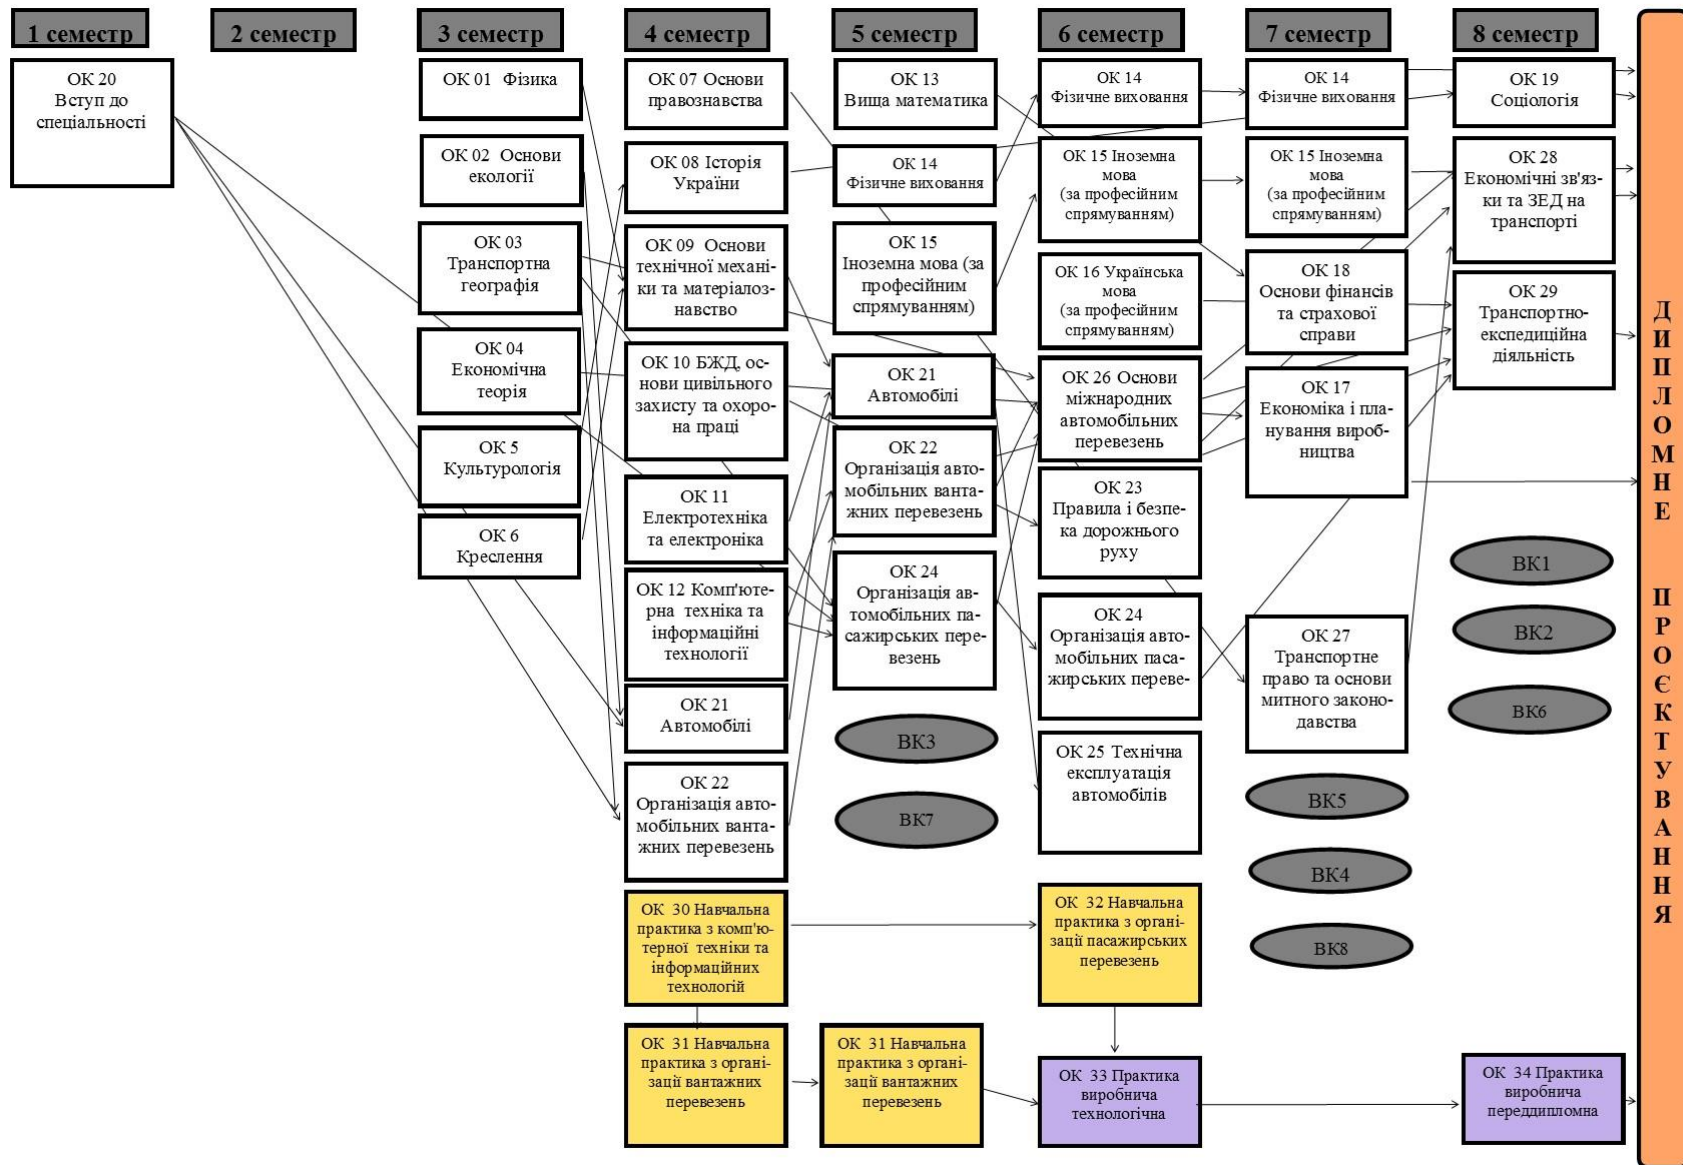 1 семестр
2 семестр
3 семестр
4 семестр
5 семестр
6 семестр
7 семестр
8 семестр
ОК 20
Вступ до
спеціальності
ОК 01 Фізика
ОК 02 Основи
екології
ОК 03
Транспортна
географія
ОК 04
Економічна
теорія
ОК 5
Культурологія
ОК 6
Креслення
ОК 07 Основи
правознавства
ОК 08 Історія
України
ОК 09 Основи
технічної механі-
ки та матеріалоз-
навство
ОК 10 БЖД, ос-
нови цивільного
захисту та охоро-
на праці
ОК 11
Електротехніка
та електроніка
ОК 12 Комп'юте-
рна техніка та
інформаційні
технології
ОК 21
Автомобілі
ОК 22
Організація авто-
мобільних ванта-
жних перевезень
ОК 30 Навчальна
практика з комп'ю-
терної техніки та
інформаційних
технологій
ОК 31 Навчальна
практика з органі-
зації вантажних
перевезень
ОК 13
Вища математика
ОК 14
Фізичне виховання
ОК 15
Іноземна мова (за
професійним
спрямуванням)
ОК 21
Автомобілі
ОК 22
Організація авто-
мобільних ванта-
жних перевезень
ОК 24
Організація ав-
томобільних па-
сажирських пере-
везень
ВК3
ВК7
ОК 31 Навчальна
практика з органі-
зації вантажних
перевезень
ОК 14
Фізичне виховання
ОК 15 Іноземна
мова
(за професійним
спрямуванням)
ОК 16 Українська
мова
(за професійним
спрямуванням)
ОК 26 Основи
міжнародних
автомобільних
перевезень
ОК 23
Правила і безпе-
ка дорожнього
руху
ОК 24
Організація авто-
мобільних паса-
жирських переве-
ОК 25 Технічна
експлуатація
автомобілів
ОК 32 Навчальна
практика з органі-
зації пасажирських
перевезень
ОК 33 Практика
виробнича
технологічна
ОК 14
Фізичне виховання
ОК 15 Іноземна
мова
(за професійним
спрямуванням)
ОК 18
Основи фінансів
та страхової
справи
ОК 17
Економіка і пла-
нування вироб-
ництва
ОК 27
Транспортне
право та основи
митного законо-
давства
ВК5
ВК4
ВК8
ОК 19
Соціологія
ОК 28
Економічні зв'яз-
ки та ЗЕД на
транспорті
ОК 29
Транспортно-
експедиційна
діяльність
ВК1
ВК2
ВК6
ОК 34 Практика
виробнича
переддипломна
ДИПЛОМНЕ ПРОЄКТУВАННЯ